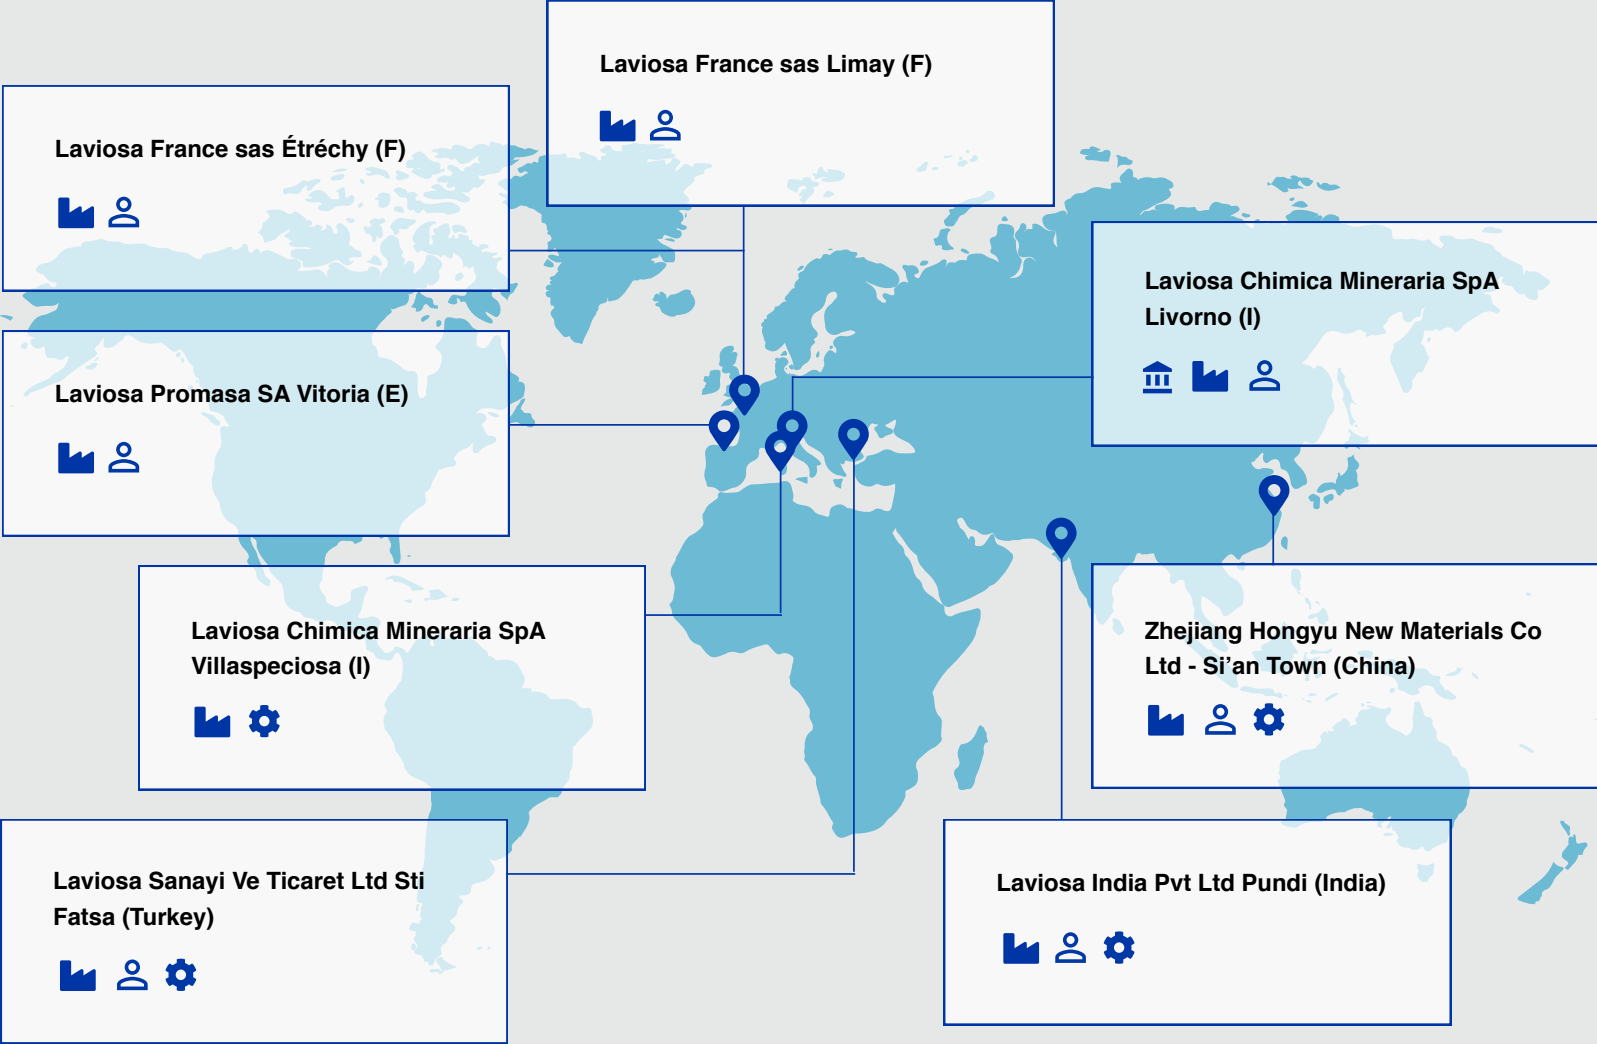 Laviosa France sas Limay (F)
Laviosa France sas Étréchy (F)
Laviosa Chimica Mineraria SpA
Livorno (I)
Laviosa Promasa SA Vitoria (E)
Laviosa Chimica Mineraria SpA
Villaspeciosa (I)
Zhejiang Hongyu New Materials Co
Ltd - Si’an Town (China)
Laviosa Sanayi Ve Ticaret Ltd Sti
Fatsa (Turkey)
Laviosa India Pvt Ltd Pundi (India)